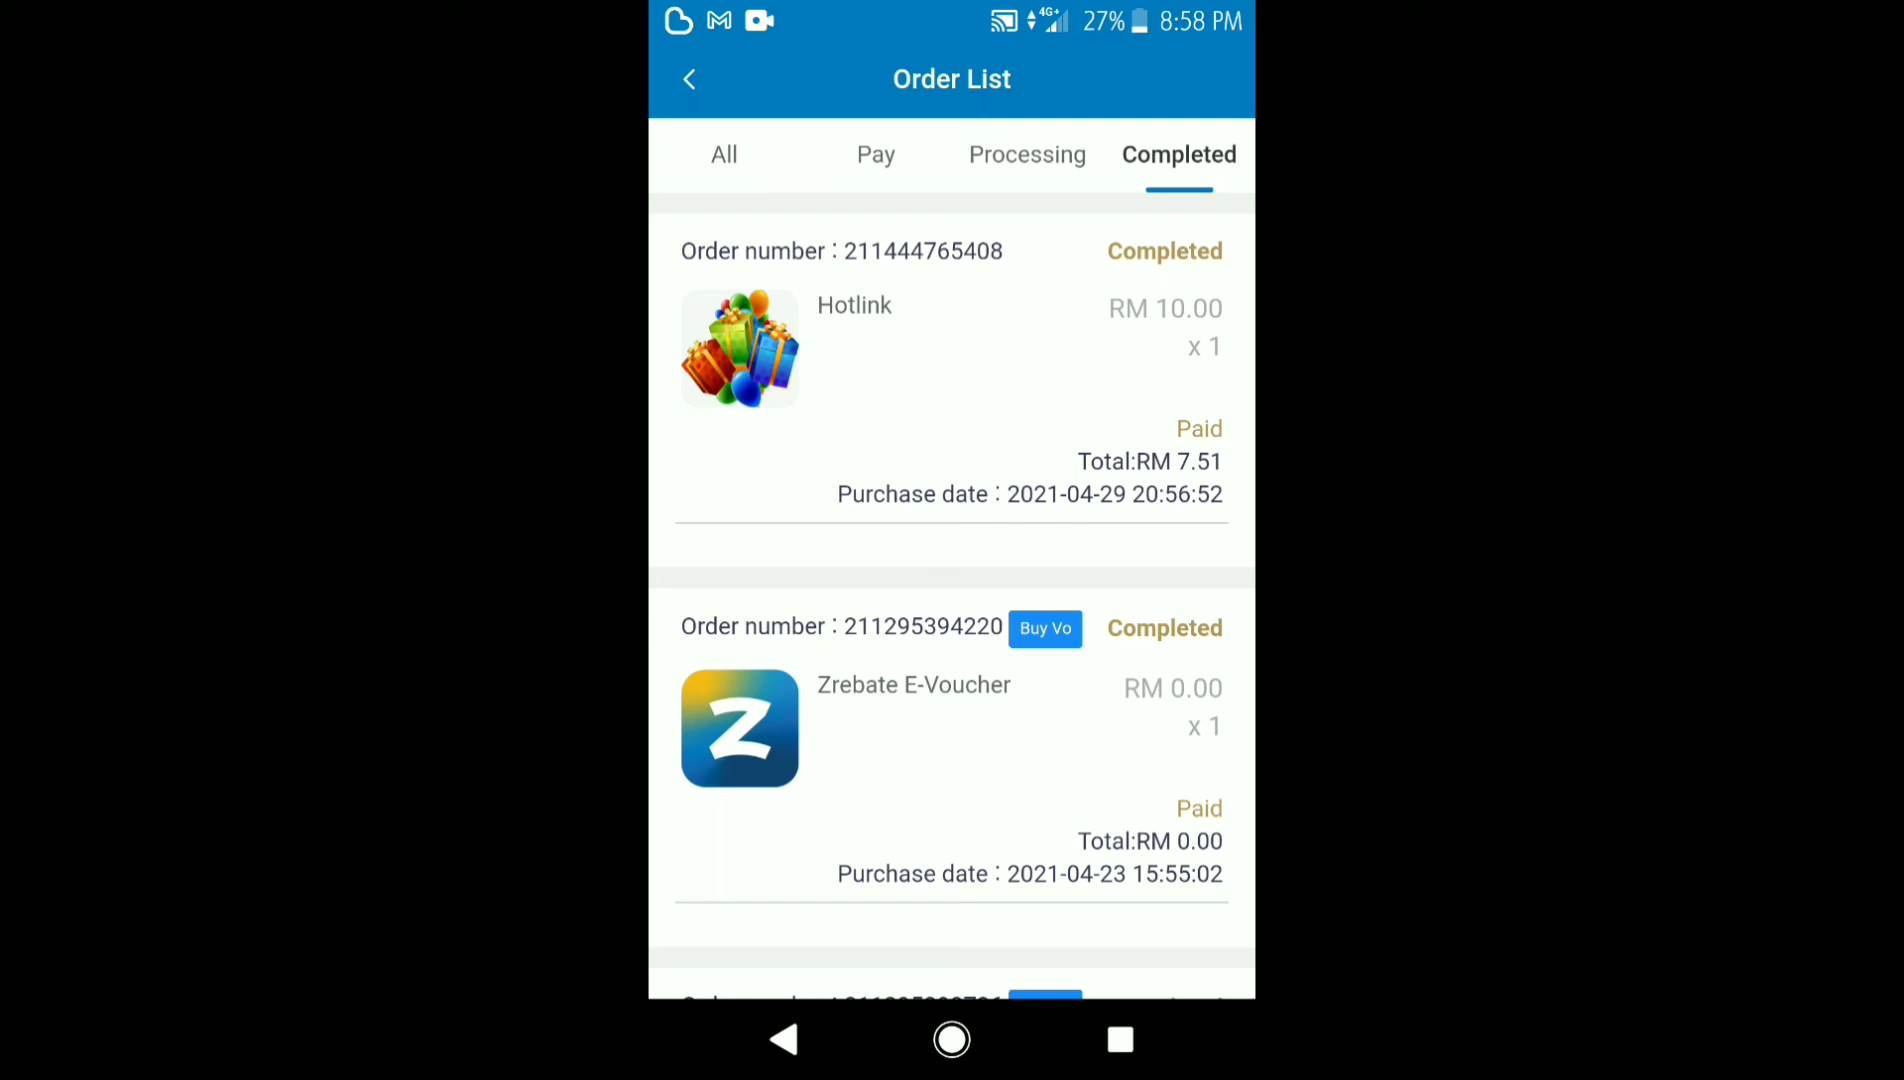 4G+ 27% 8:58 PM
Order List
All Pay Processing Completed
Order number : 211444765408 Completed
Hotlink RM 10.00
x 1
Paid
Total:RM 7.51
Purchase date : 2021-04-29 20:56:52
Order number : 211295394220 Buy Vo Completed
Zrebate E-Voucher RM 0.00
x 1
Z
Paid
Total:RM 0.00
Purchase date : 2021-04-23 15:55:02